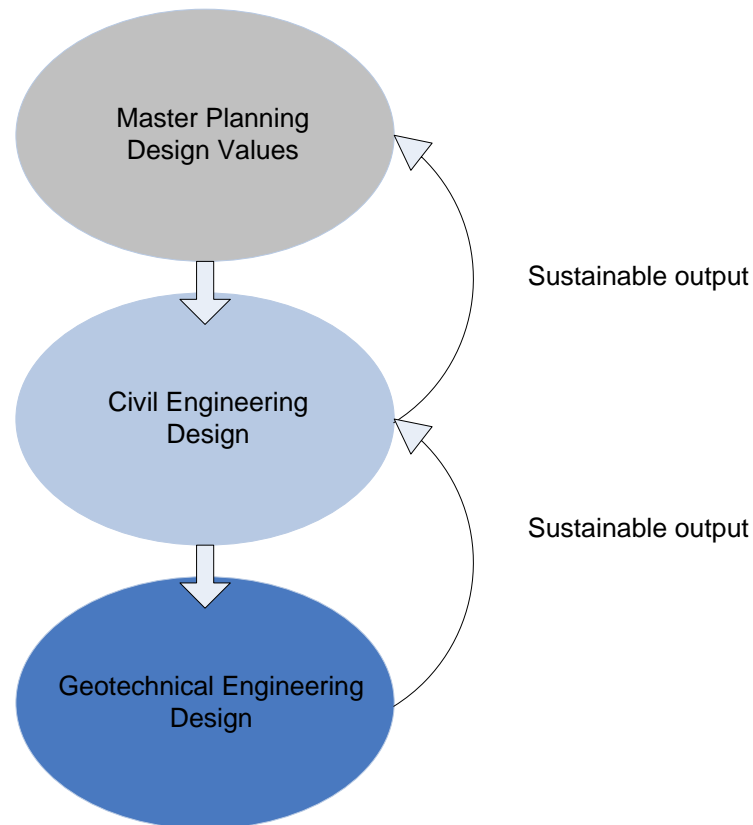 Master Planning
Design Values
Sustainable output
Civil Engineering
Design
Sustainable output
Geotechnical Engineering
Design